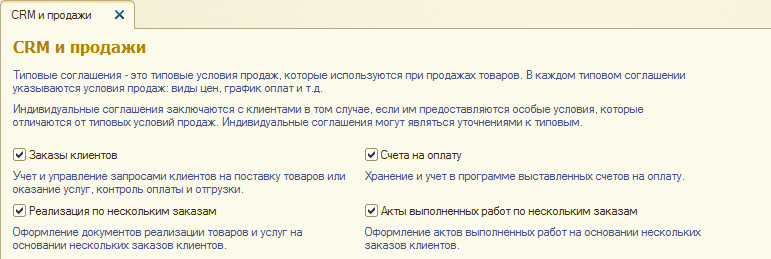 CRM и продажи
CRM и продажи
Типовые соглашения - это типовые условия продаж, которые используются при продажах товаров. В каждом типовом соглашении
указываются условия продаж: виды цен, график оплат и т.д.
Индивидуальные соглашения заключаются с клиентами в том случае, если им предоставляются особые условия, которые
отличаются от типовых условий продаж. Индивидуальные соглашения могут являться уточнениями к типовым.
Заказы клиентов
Учет и управление запросами клиентов на поставку товаров или
оказание услуг, контроль оплаты и отгрузки.
Счета на оплату
Хранение и учет в программе выставленных счетов на оплату.
Реализация по нескольким заказам
Оформление документов реализации товаров и услуг на
основании нескольких заказов клиентов.
Акты выполненных работ по нескольким заказам
Оформление актов выполненных работ на основании нескольких
заказов клиентов.